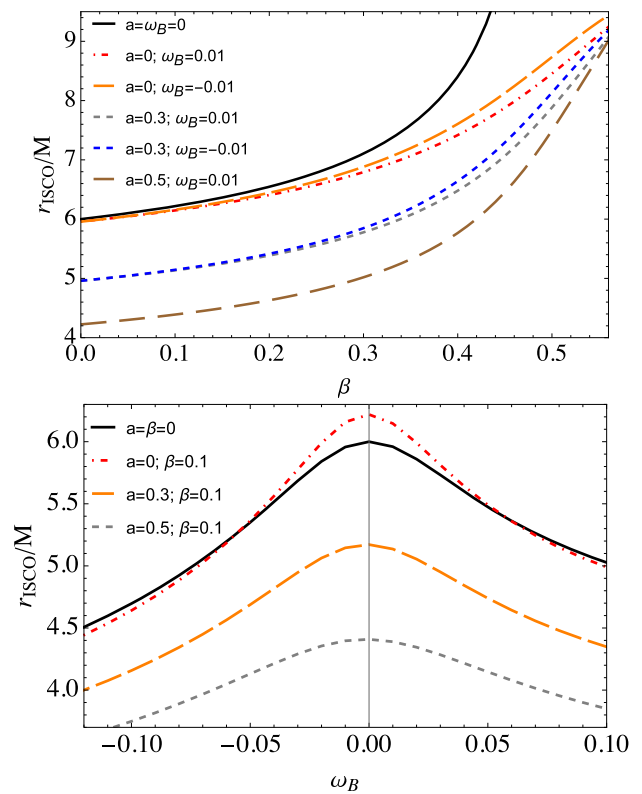 a=ω_B=0
a=0; ω_B=0.01
a=0; ω_B=−0.01
a=0.3; ω_B=0.01
a=0.3; ω_B=−0.01
a=0.5; ω_B=0.01
r_ISCO/M
9
8
7
6
5
4
0.0 0.1 0.2 0.3 0.4 0.5
β
a=β=0
a=0; β=0.1
a=0.3; β=0.1
a=0.5; β=0.1
r_ISCO/M
6.0
5.5
5.0
4.5
4.0
−0.10 −0.05 0.00 0.05 0.10
ω_B